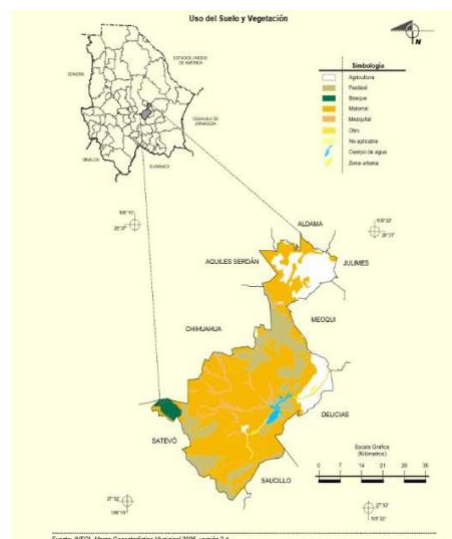 Uso del Suelo y Vegetación
N
ESTADOS UNIDOS
DE AMERICA
SONORA
COAHUILA DE
ZARAGOZA
SINALOA
DURANGO
Simbología
Agricultura
Pastizal
Bosque
Matorral
Mezquital
Otro
No aplicable
Cuerpo de agua
Zona urbana
ALDAMA
AQUILES SERDÁN
JULIMES
MEOQUI
CHIHUAHUA
DELICIAS
SATEVÓ
SAUCILLO
Escala Gráfica
(Kilómetros)
0 7 14 21 28 35